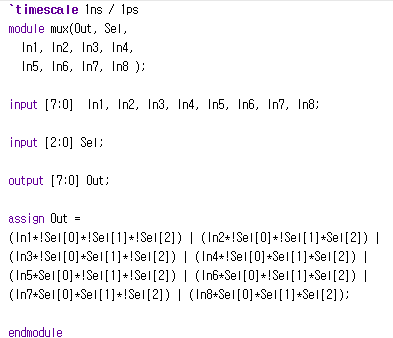 `timescale 1ns / 1ps
module mux(Out, Sel,
In1, In2, In3, In4,
In5, In6, In7, In8 );
input [7:0] In1, In2, In3, In4, In5, In6, In7, In8;
input [2:0] Sel;
output [7:0] Out;
assign Out =
(In1*!Sel[0]*!Sel[1]*!Sel[2]) | (In2*!Sel[0]*!Sel[1]*Sel[2]) |
(In3*!Sel[0]*Sel[1]*!Sel[2]) | (In4*!Sel[0]*Sel[1]*Sel[2]) |
(In5*Sel[0]*!Sel[1]*!Sel[2]) | (In6*Sel[0]*!Sel[1]*Sel[2]) |
(In7*Sel[0]*Sel[1]*!Sel[2]) | (In8*Sel[0]*Sel[1]*Sel[2]);
endmodule